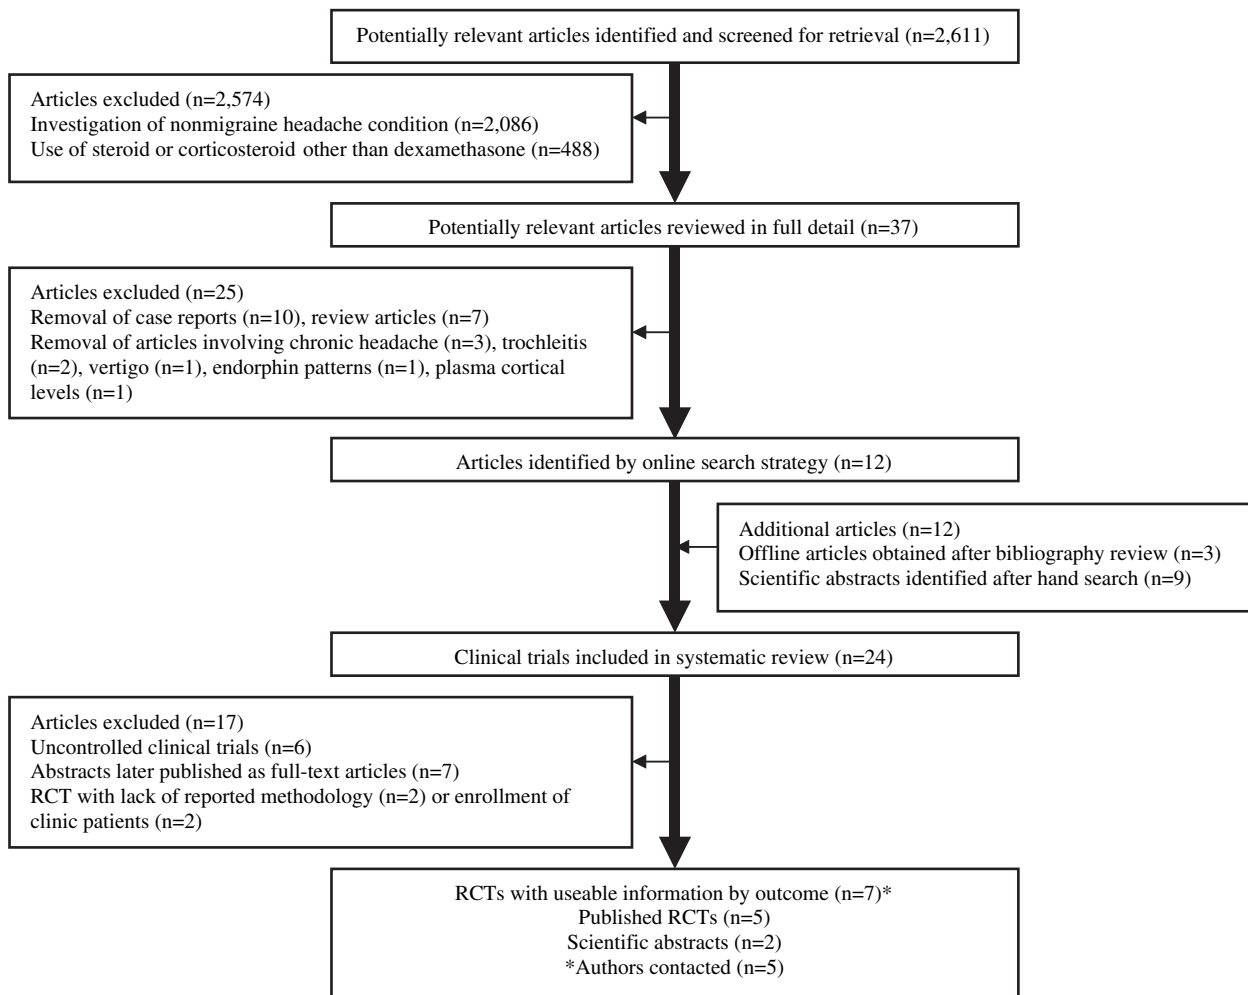 Potentially relevant articles identified and screened for retrieval (n=2,611)
Articles excluded (n=2,574)
Investigation of nonmigraine headache condition (n=2,086)
Use of steroid or corticosteroid other than dexamethasone (n=488)
Potentially relevant articles reviewed in full detail (n=37)
Articles excluded (n=25)
Removal of case reports (n=10), review articles (n=7)
Removal of articles involving chronic headache (n=3), trochleitis
(n=2), vertigo (n=1), endorphin patterns (n=1), plasma cortical
levels (n=1)
Articles identified by online search strategy (n=12)
Additional articles (n=12)
Offline articles obtained after bibliography review (n=3)
Scientific abstracts identified after hand search (n=9)
Clinical trials included in systematic review (n=24)
Articles excluded (n=17)
Uncontrolled clinical trials (n=6)
Abstracts later published as full-text articles (n=7)
RCT with lack of reported methodology (n=2) or enrollment of
clinic patients (n=2)
RCTs with useable information by outcome (n=7)*
Published RCTs (n=5)
Scientific abstracts (n=2)
*Authors contacted (n=5)